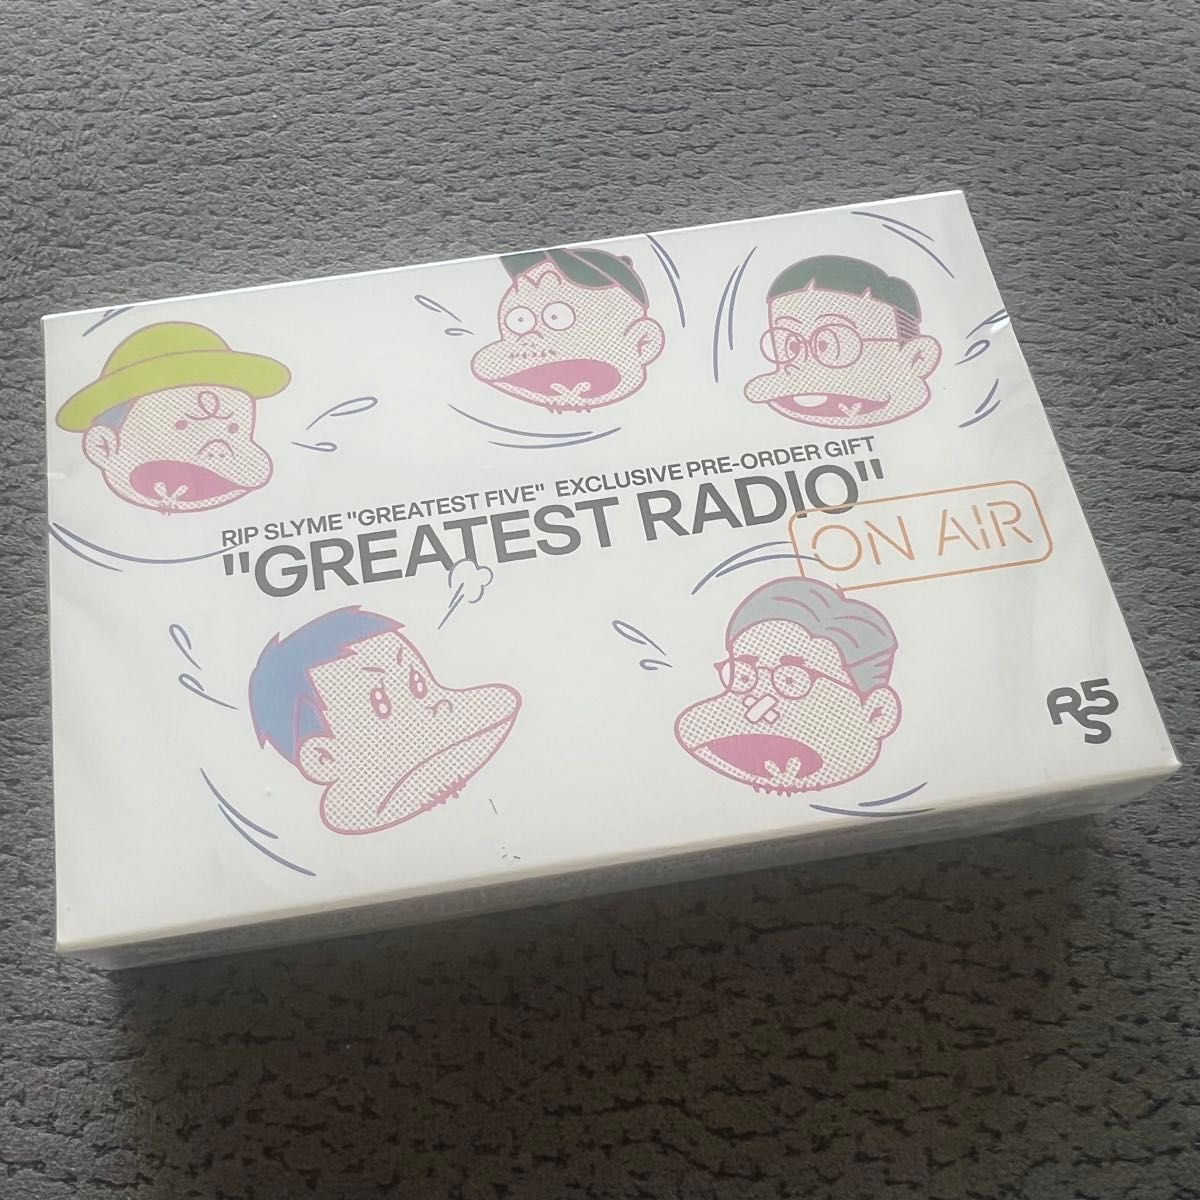 RIP SLYME "GREATEST FIVE" EXCLUSIVE PRE-ORDER GIFT
"GREATEST RADIO"
ON AIR
R5
S